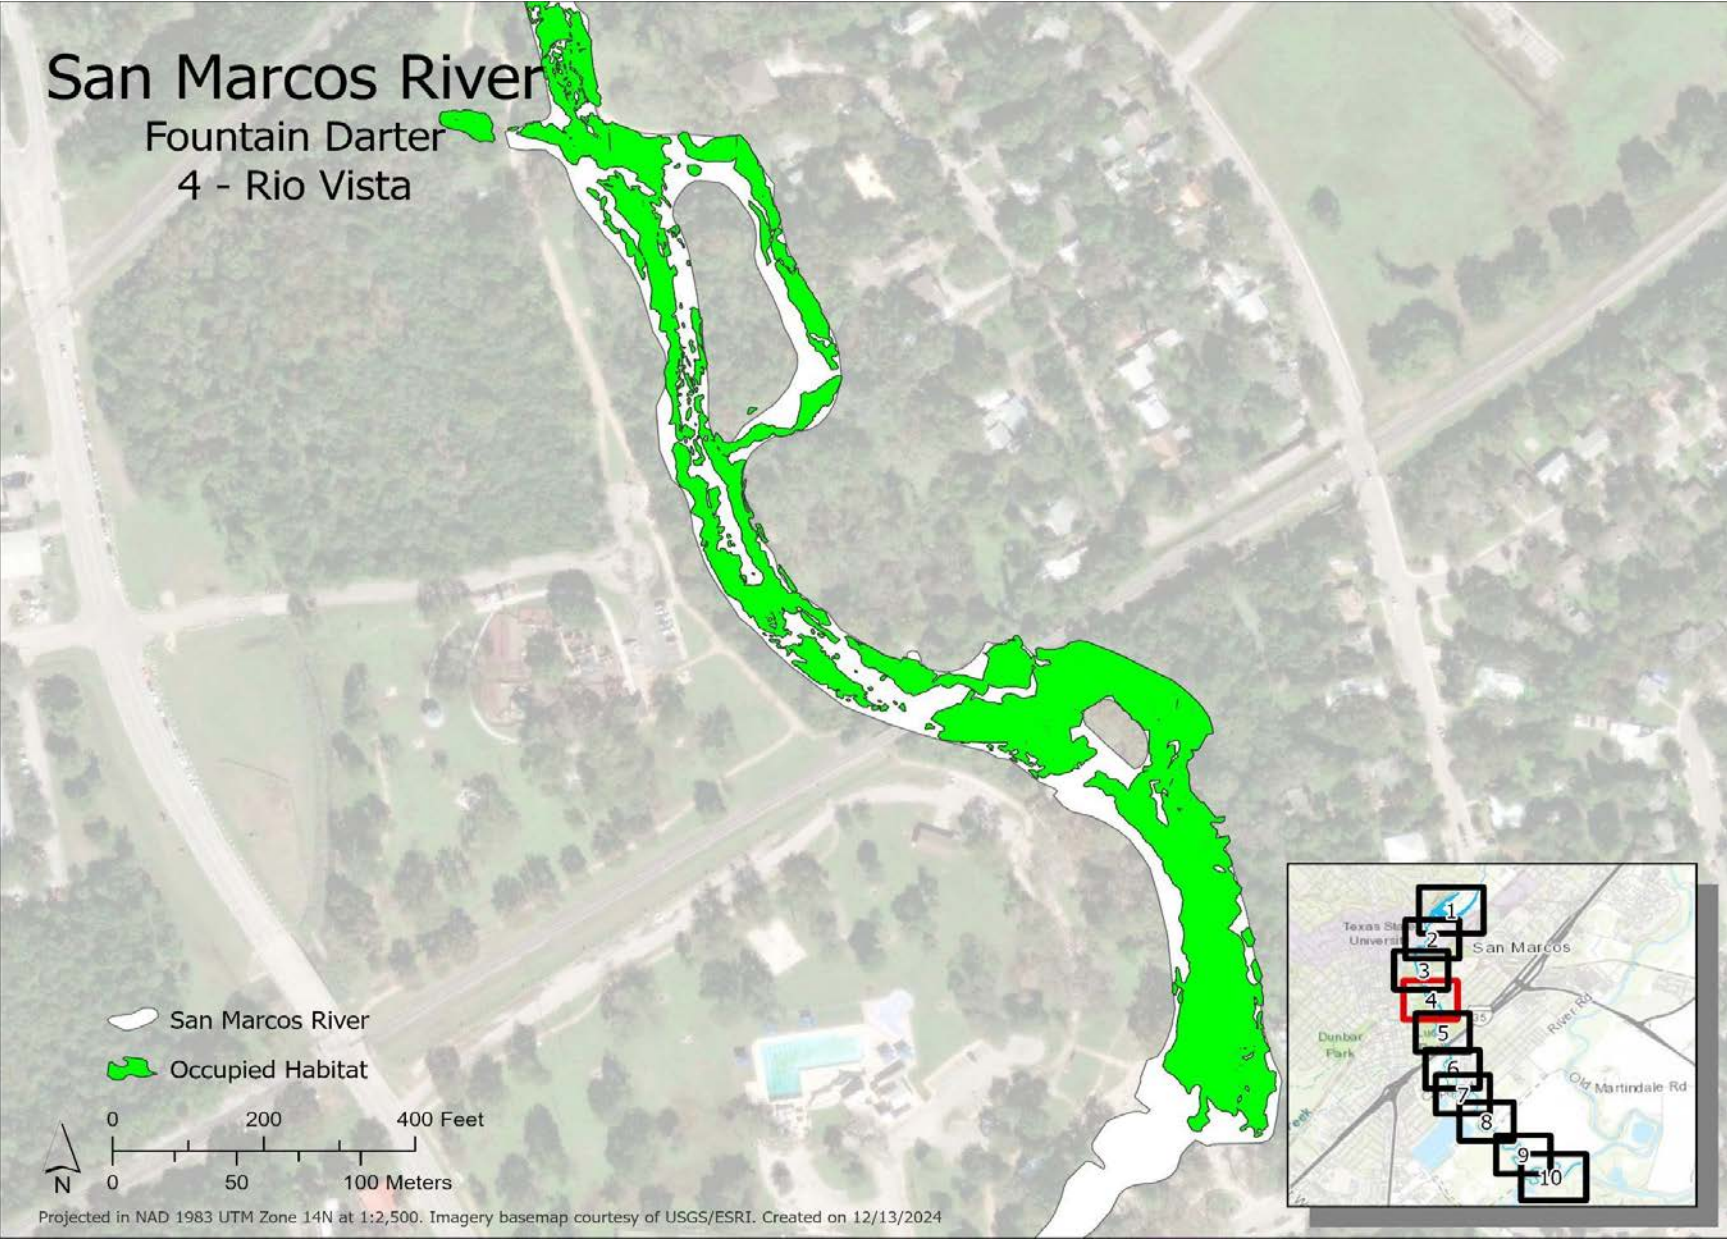 San Marcos River
Fountain Darter
4 - Rio Vista
San Marcos River
Occupied Habitat
0 200 400 Feet
0 50 100 Meters
N
Projected in NAD 1983 UTM Zone 14N at 1:2,500. Imagery basemap courtesy of USGS/ESRI. Created on 12/13/2024
1
Texas
2
San Marcos
3
4
35
River Rd
Dunbar
Park
5
6
7
Old Martindale Rd
8
9
10